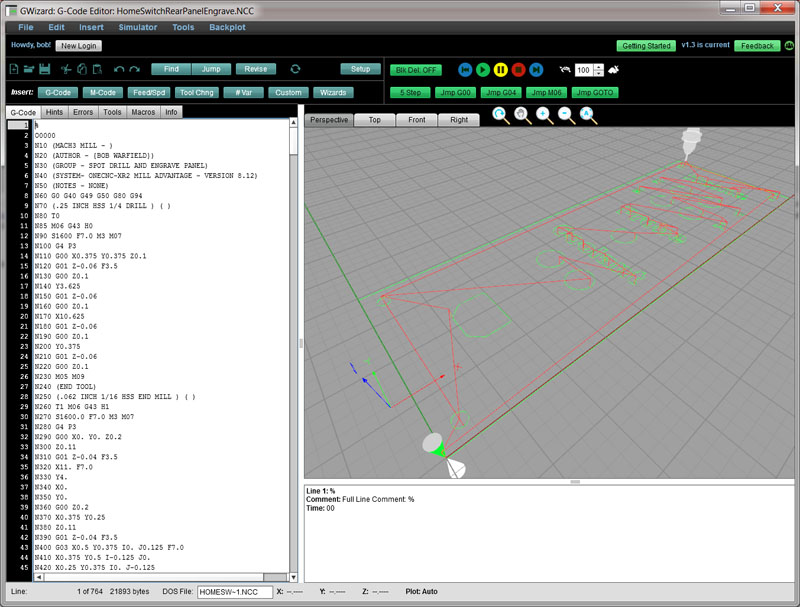 GWizard: G-Code Editor: HomeSwitchRearPanelEngrave.NCC
File Edit Insert Simulator Tools Backplot
Howdy, bob! New Login Getting Started v1.3 is current Feedback
Find Jump Revise Setup Blk Del. OFF 100
Insert: G-Code M-Code Feed/Spd Tool Chng # Var Custom Wizards 5 Step Jmp G00 Jmp G04 Jmp M06 Jmp GOTO
G-Code Hints Errors Tools Macros Info Perspective Top Front Right
1 %
2 O0000
3 N10 (MACH3 MILL - )
4 N20 (AUTHOR - (BOB WARFIELD))
5 N30 (GROUP - SPOT DRILL AND ENGRAVE PANEL)
6 N40 (SYSTEM- ONECNC-XR2 MILL ADVANTAGE - VERSION 8.12)
7 N50 (NOTES - NONE)
8 N60 G0 G40 G49 G50 G80 G94
9 N70 (.25 INCH HSS 1/4 DRILL ) ( )
10 N80 T0
11 N85 M06 G43 H0
12 N90 S1600 F7.0 M3 M07
13 N100 G4 P3
14 N110 G00 X0.375 Y0.375 Z0.1
15 N120 G01 Z-0.06 F3.5
16 N130 G00 Z0.1
17 N140 Y3.625
18 N150 G01 Z-0.06
19 N160 G00 Z0.1
20 N170 X10.625
21 N180 G01 Z-0.06
22 N190 G00 Z0.1
23 N200 Y0.375
24 N210 G01 Z-0.06
25 N220 G00 Z0.1
26 N230 M05 M09
27 N240 (END TOOL)
28 N250 (.062 INCH 1/16 HSS END MILL ) ( )
29 N260 T1 M06 G43 H1
30 N270 S1600.0 F7.0 M3 M07
31 N280 G4 P3
32 N290 G00 X0. Y0. Z0.2
33 N300 Z0.11
34 N310 G01 Z-0.04 F3.5
35 N320 X11. F7.0
36 N330 Y4.
37 N340 X0.
38 N350 Y0.
39 N360 G00 Z0.2
40 N370 X0.375 Y0.25
41 N380 Z0.11
42 N390 G01 Z-0.04 F3.5
43 N400 G03 X0.5 Y0.375 I0. J0.125 F7.0
44 N410 X0.375 Y0.5 I-0.125 J0.
45 N420 X0.25 Y0.375 I0. J-0.125
Line 1: %
Comment: Full Line Comment: %
Time: 00
Line: 1 of 764 21893 bytes DOS File: HOMESW~1.NCC X: --.---- Y: --.---- Z: --.---- Plot: Auto